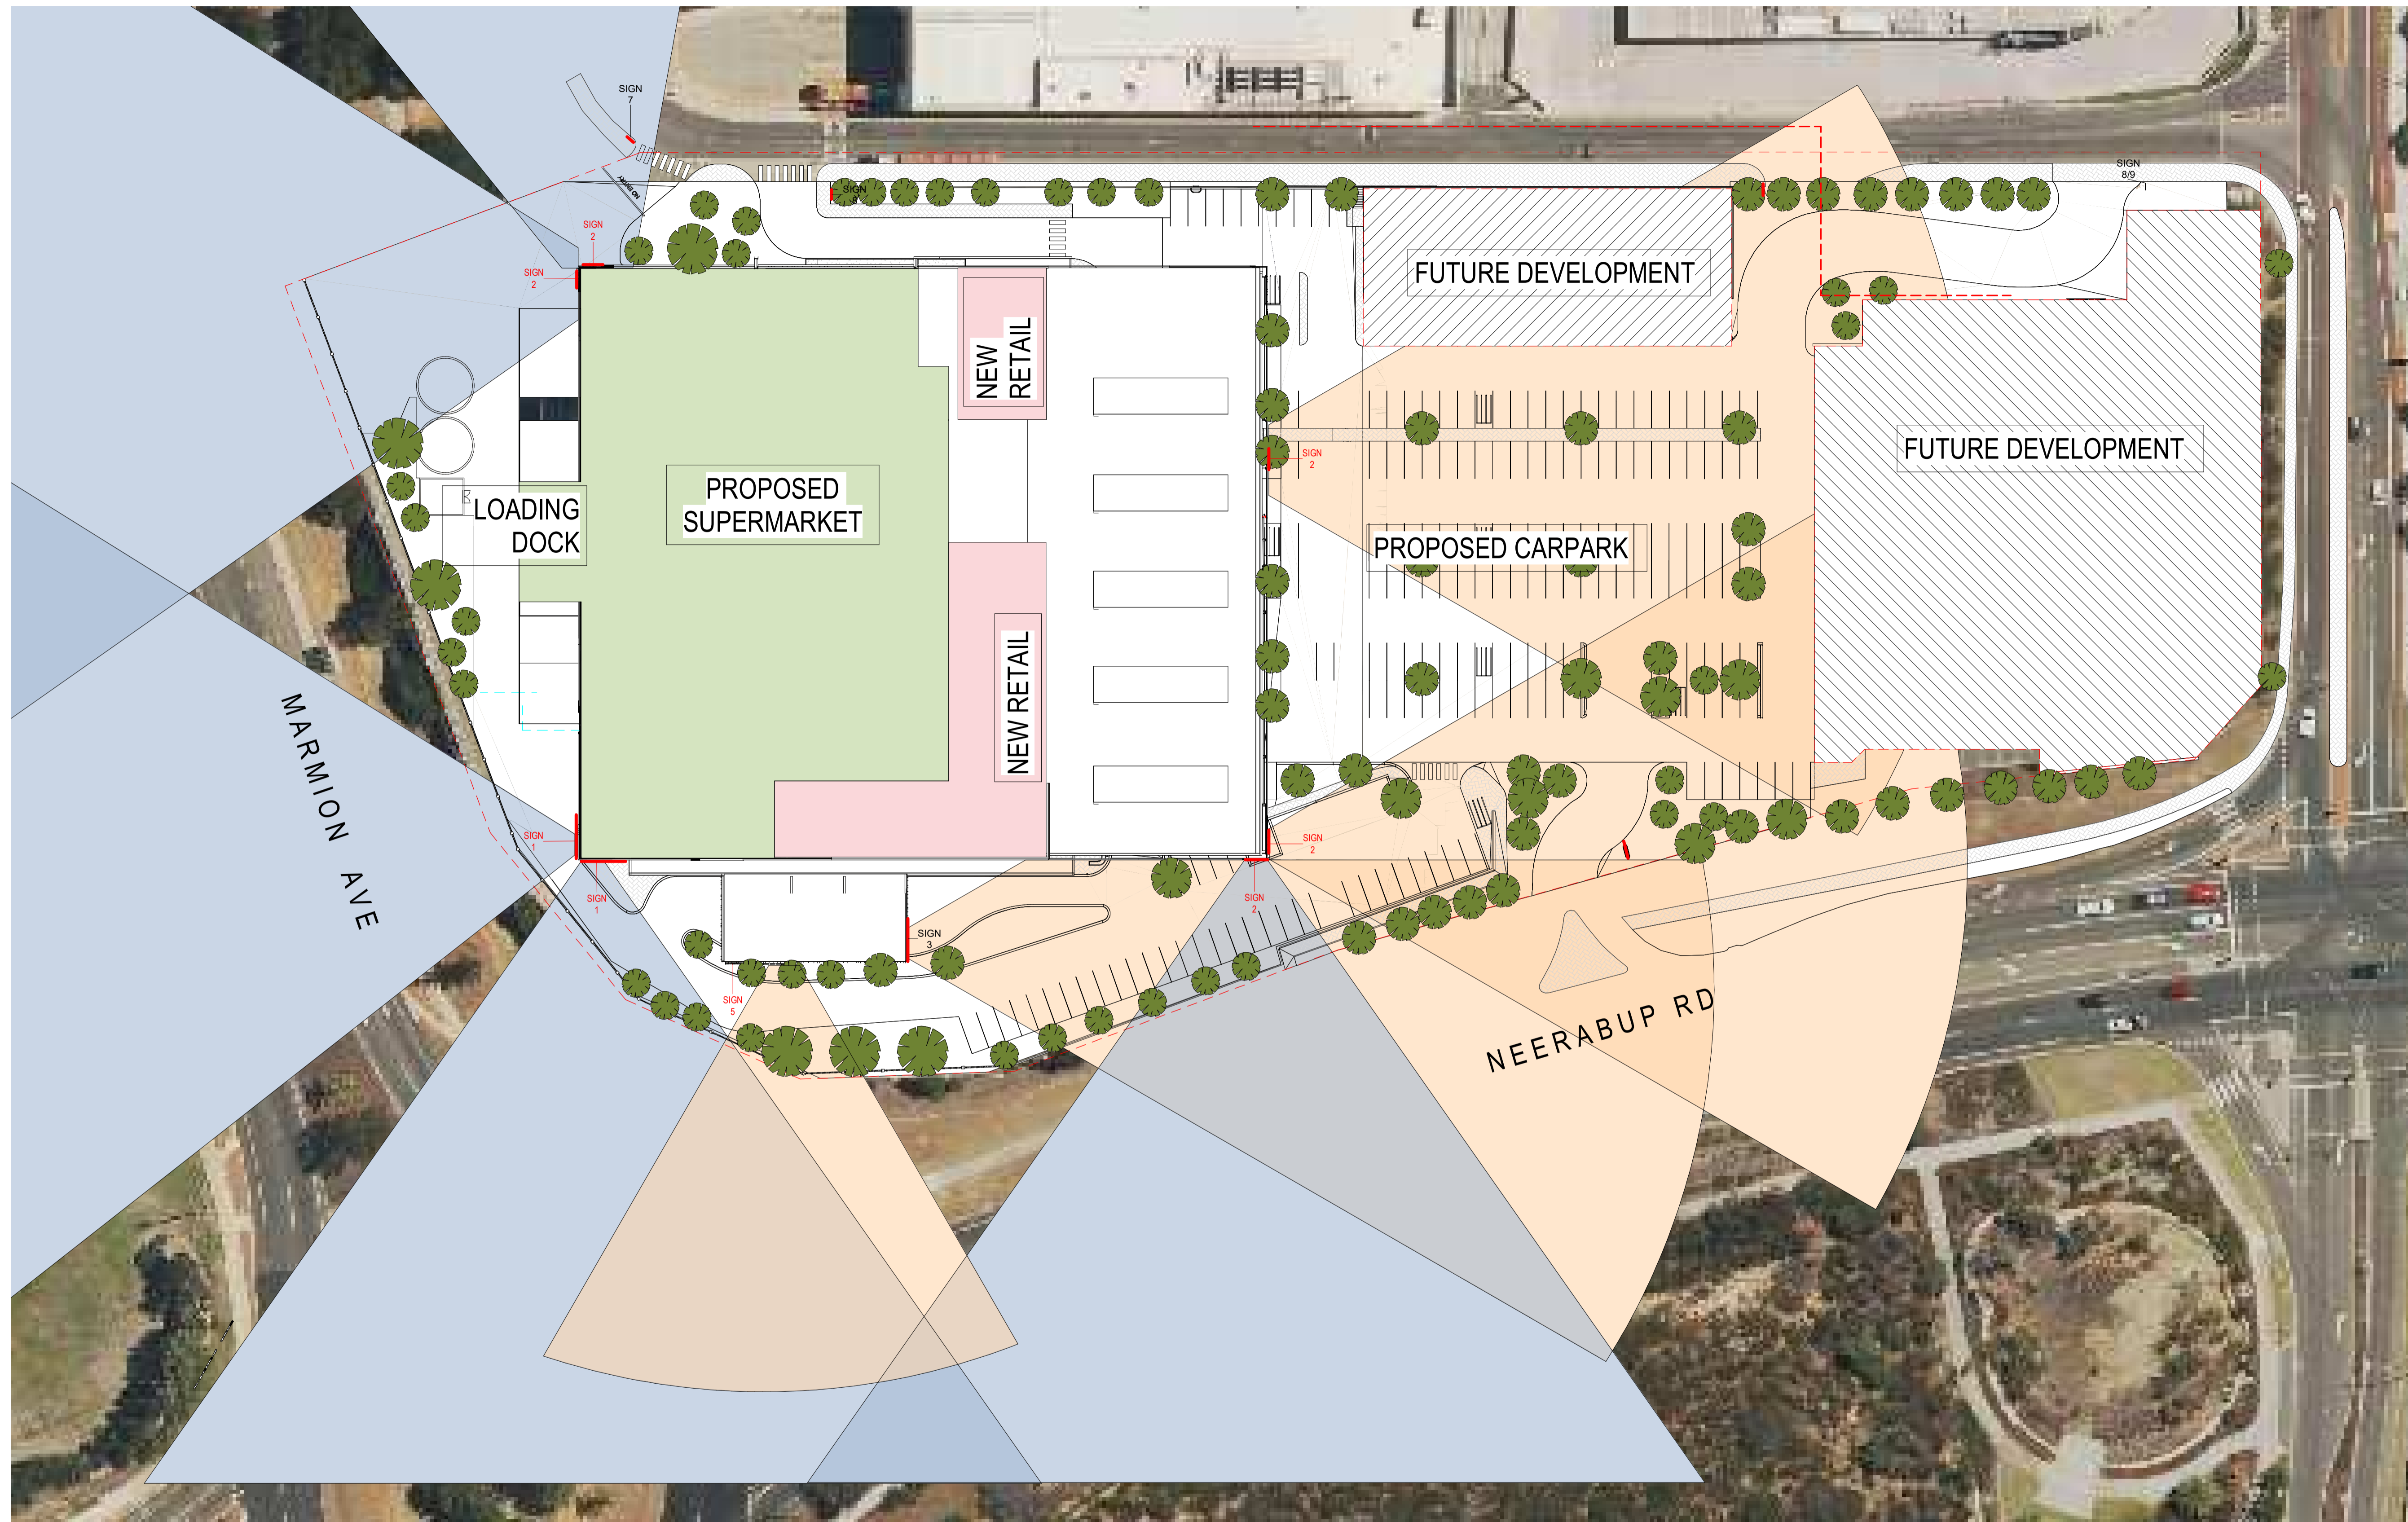 SIGN
7
SIGN
8/9
NO ENTRY
SIGN
SIGN
2
SIGN
2
FUTURE DEVELOPMENT
NEW
RETAIL
FUTURE DEVELOPMENT
SIGN
2
PROPOSED
SUPERMARKET
LOADING
DOCK
PROPOSED CARPARK
NEW RETAIL
MARMION AVE
SIGN
1
SIGN
2
SIGN
1
SIGN
2
SIGN
3
SIGN
5
NEERABUP RD